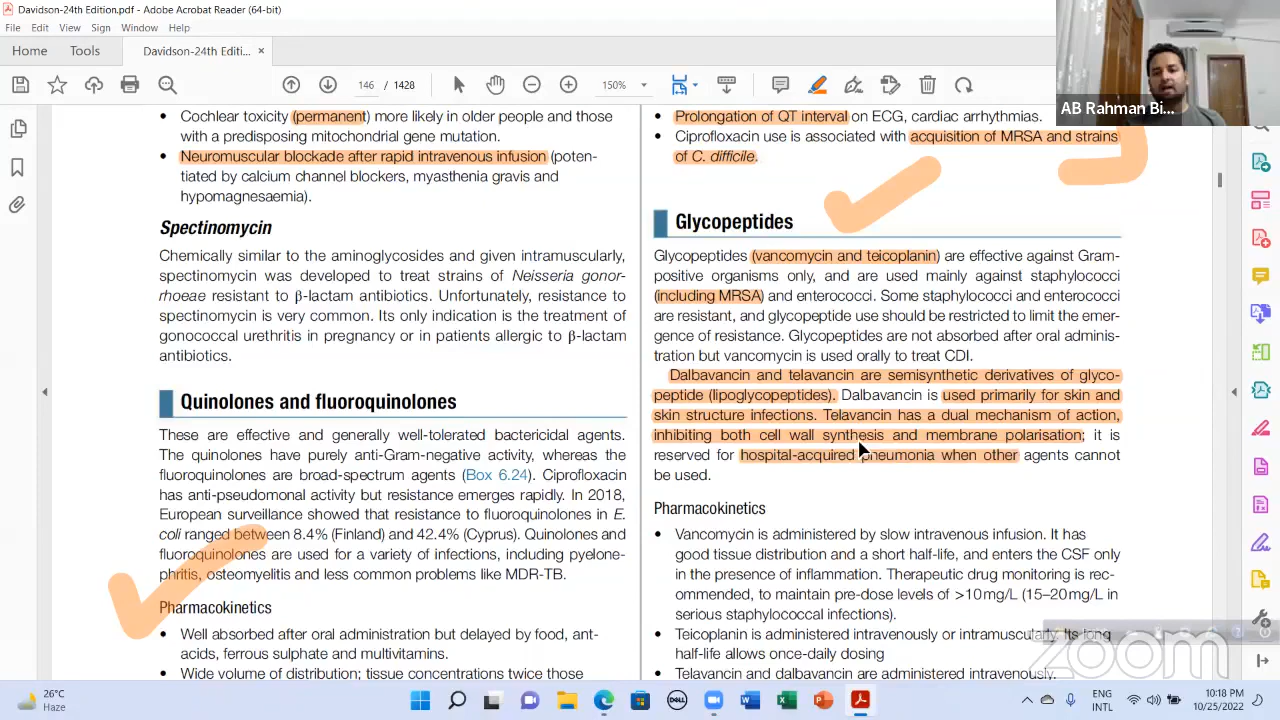 Davidson-24th Edition.pdf - Adobe Acrobat Reader (64-bit)
File Edit View Sign Window Help
Home Tools Davidson-24th Editi... ×
146 / 1428 150%
AB Rahman Bi...
• Cochlear toxicity (permanent) more likely in older people and those
with a predisposing mitochondrial gene mutation.
• Neuromuscular blockade after rapid intravenous infusion (poten-
tiated by calcium channel blockers, myasthenia gravis and
hypomagnesaemia).
Spectinomycin
Chemically similar to the aminoglycosides and given intramuscularly,
spectinomycin was developed to treat strains of Neisseria gonor-
rhoeae resistant to β-lactam antibiotics. Unfortunately, resistance to
spectinomycin is very common. Its only indication is the treatment of
gonococcal urethritis in pregnancy or in patients allergic to β-lactam
antibiotics.
Quinolones and fluoroquinolones
These are effective and generally well-tolerated bactericidal agents.
The quinolones have purely anti-Gram-negative activity, whereas the
fluoroquinolones are broad-spectrum agents (Box 6.24). Ciprofloxacin
has anti-pseudomonal activity but resistance emerges rapidly. In 2018,
European surveillance showed that resistance to fluoroquinolones in E.
coli ranged between 8.4% (Finland) and 42.4% (Cyprus). Quinolones and
fluoroquinolones are used for a variety of infections, including pyelone-
phritis, osteomyelitis and less common problems like MDR-TB.
Pharmacokinetics
• Well absorbed after oral administration but delayed by food, ant-
acids, ferrous sulphate and multivitamins.
• Wide volume of distribution, tissue concentrations twice those
• Prolongation of QT interval on ECG, cardiac arrhythmias.
• Ciprofloxacin use is associated with acquisition of MRSA and strains
of C. difficile.
Glycopeptides
Glycopeptides (vancomycin and teicoplanin) are effective against Gram-
positive organisms only, and are used mainly against staphylococci
(including MRSA) and enterococci. Some staphylococci and enterococci
are resistant, and glycopeptide use should be restricted to limit the emer-
gence of resistance. Glycopeptides are not absorbed after oral adminis-
tration but vancomycin is used orally to treat CDI.
Dalbavancin and telavancin are semisynthetic derivatives of glyco-
peptide (lipoglycopeptides). Dalbavancin is used primarily for skin and
skin structure infections. Telavancin has a dual mechanism of action,
inhibiting both cell wall synthesis and membrane polarisation; it is
reserved for hospital-acquired pneumonia when other agents cannot
be used.
Pharmacokinetics
• Vancomycin is administered by slow intravenous infusion. It has
good tissue distribution and a short half-life, and enters the CSF only
in the presence of inflammation. Therapeutic drug monitoring is rec-
ommended, to maintain pre-dose levels of >10 mg/L (15–20 mg/L in
serious staphylococcal infections).
• Teicoplanin is administered intravenously or intramuscularly. Its long
half-life allows once-daily dosing
• Telavancin and dalbavancin are administered intravenously.
zoom
26°C
Haze
DELL
ENG
INTL
10:18 PM
10/25/2022